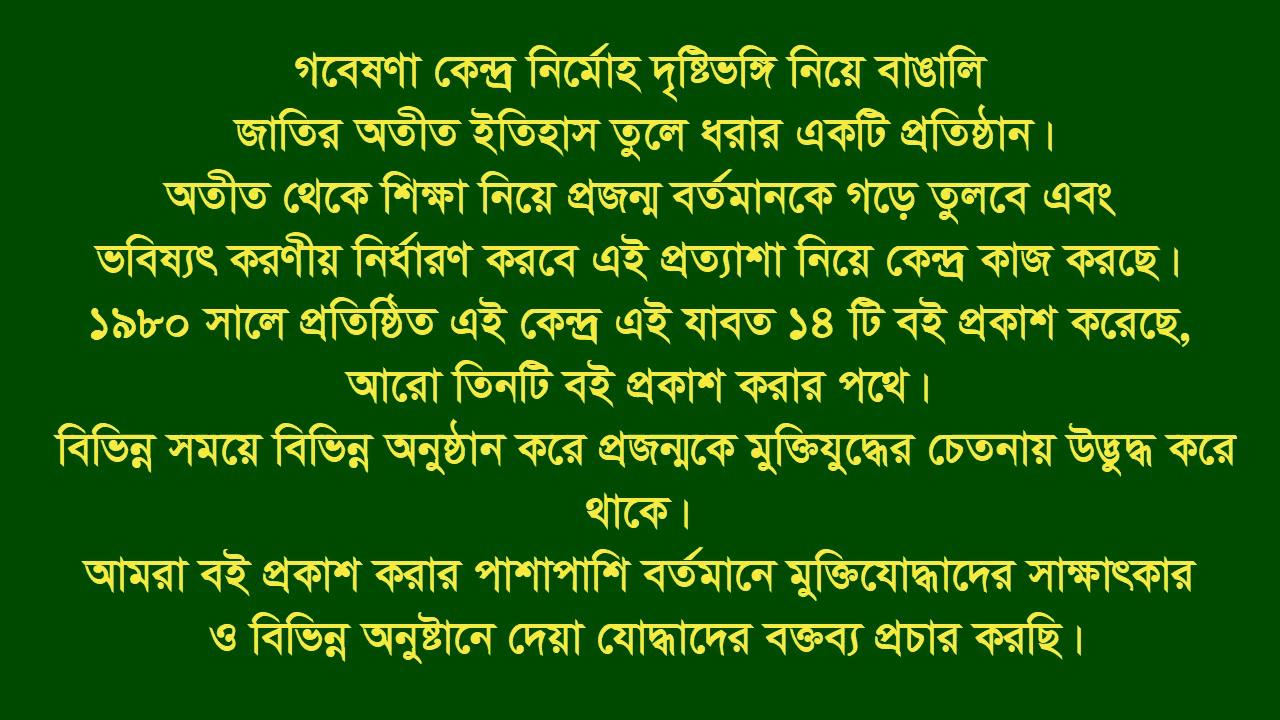 গবেষণা কেন্দ্র নির্মোহ দৃষ্টিভঙ্গি নিয়ে বাঙালি
জাতির অতীত ইতিহাস তুলে ধরার একটি প্রতিষ্ঠান।
অতীত থেকে শিক্ষা নিয়ে প্রজন্ম বর্তমানকে গড়ে তুলবে এবং
ভবিষ্যৎ করণীয় নির্ধারণ করবে এই প্রত্যাশা নিয়ে কেন্দ্র কাজ করছে।
১৯৮০ সালে প্রতিষ্ঠিত এই কেন্দ্র এই যাবত ১৪ টি বই প্রকাশ করেছে,
আরো তিনটি বই প্রকাশ করার পথে।
বিভিন্ন সময়ে বিভিন্ন অনুষ্ঠান করে প্রজন্মকে মুক্তিযুদ্ধের চেতনায় উদ্ভুদ্ধ করে
থাকে।
আমরা বই প্রকাশ করার পাশাপাশি বর্তমানে মুক্তিযোদ্ধাদের সাক্ষাৎকার
ও বিভিন্ন অনুষ্টানে দেয়া যোদ্ধাদের বক্তব্য প্রচার করছি।